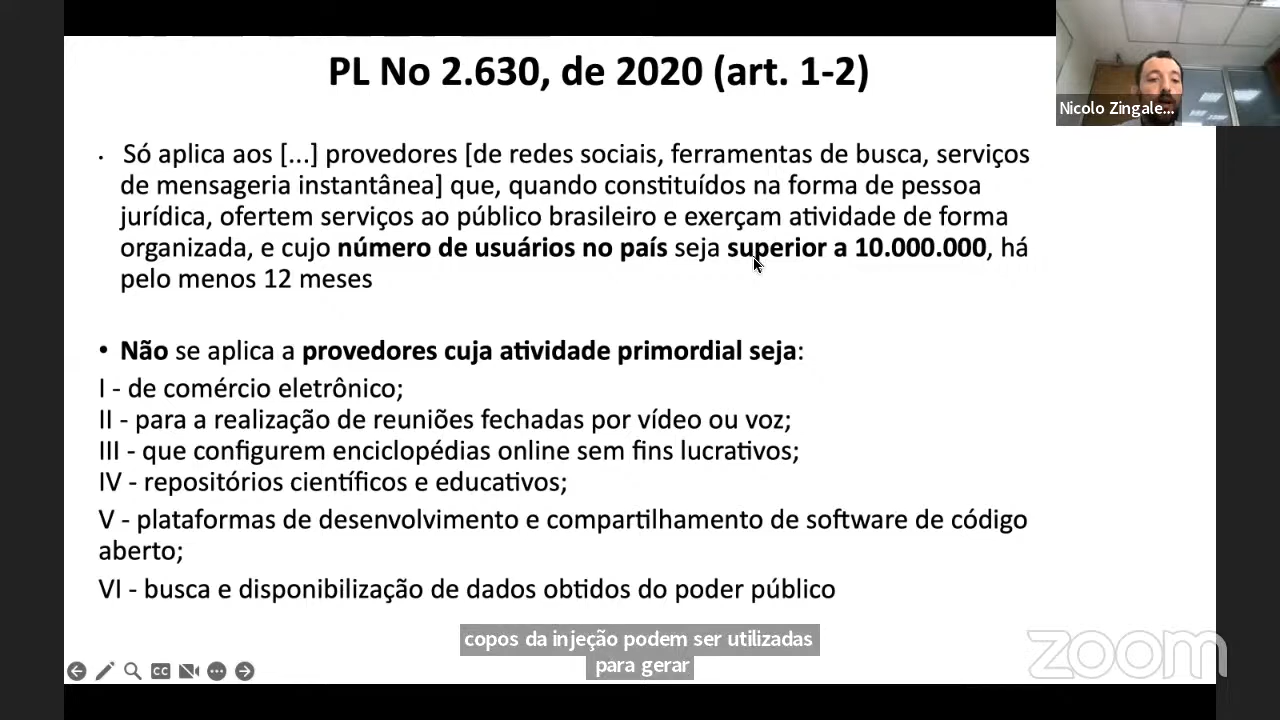 PL No 2.630, de 2020 (art. 1-2)
Nicolo Zingale...
• Só aplica aos [...] provedores [de redes sociais, ferramentas de busca, serviços
de mensageria instantânea] que, quando constituídos na forma de pessoa
jurídica, ofertem serviços ao público brasileiro e exerçam atividade de forma
organizada, e cujo número de usuários no país seja superior a 10.000.000, há
pelo menos 12 meses
• Não se aplica a provedores cuja atividade primordial seja:
I - de comércio eletrônico;
II - para a realização de reuniões fechadas por vídeo ou voz;
III - que configurem enciclopédias online sem fins lucrativos;
IV - repositórios científicos e educativos;
V - plataformas de desenvolvimento e compartilhamento de software de código
aberto;
VI - busca e disponibilização de dados obtidos do poder público
copos da injeção podem ser utilizadas
para gerar
CC
zoom